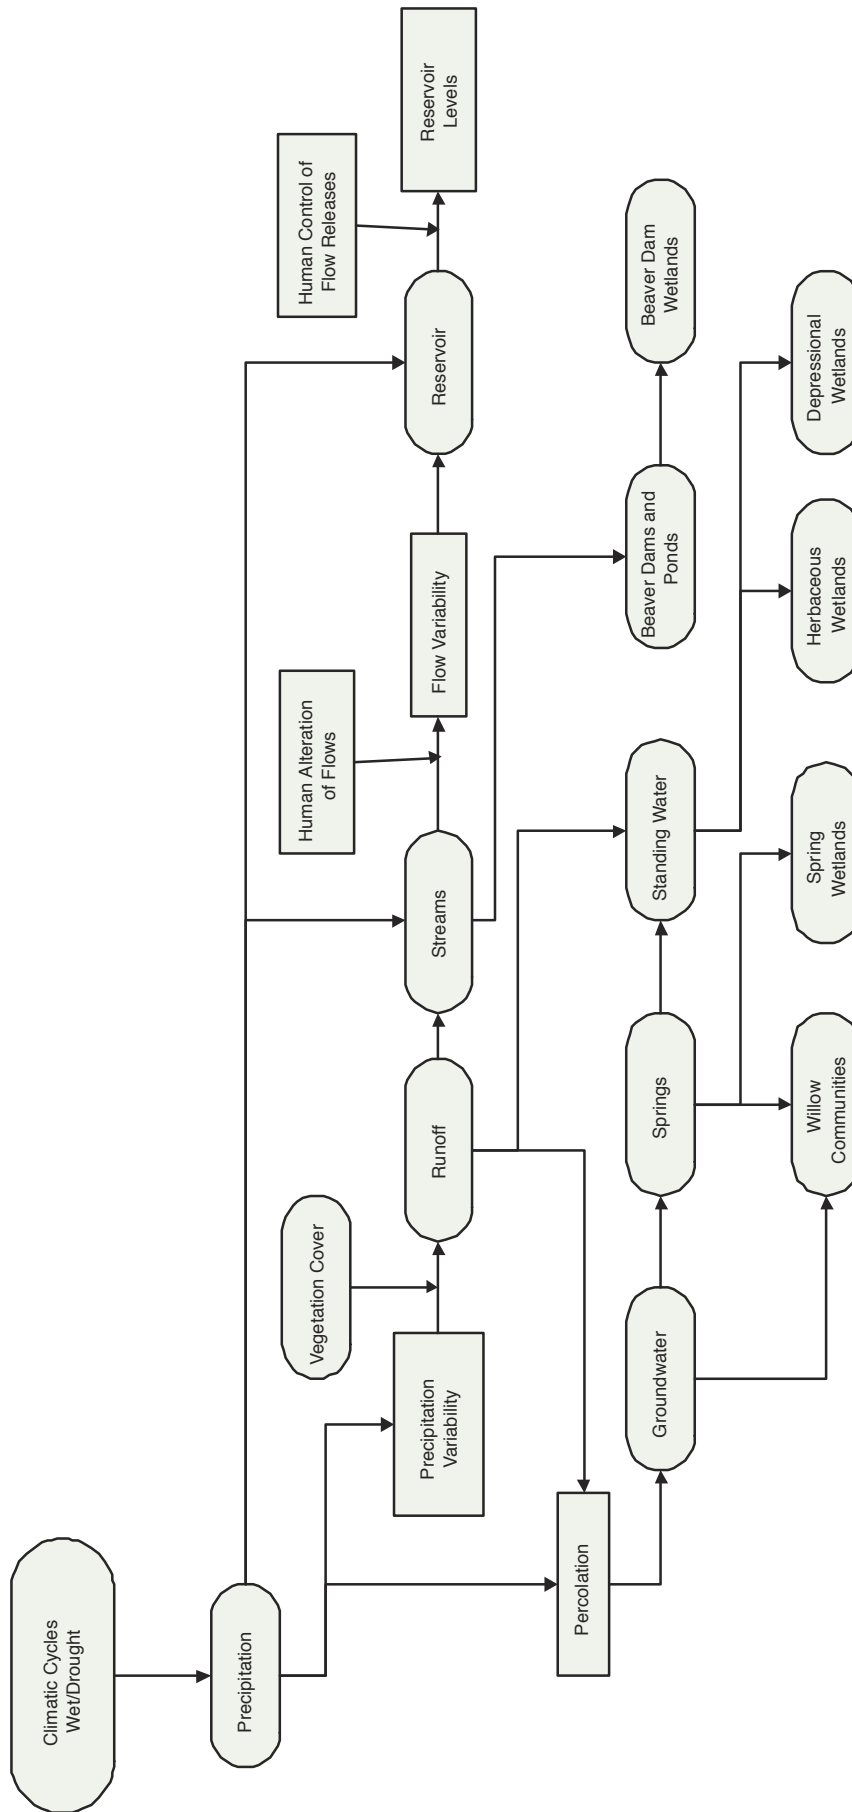 Climatic Cycles
Wet/Drought
Precipitation
Vegetation Cover
Human Alteration
of Flows
Human Control of
Flow Releases
Precipitation
Variability
Runoff
Streams
Flow Variability
Reservoir
Reservoir
Levels
Percolation
Groundwater
Springs
Standing Water
Beaver Dams and
Ponds
Beaver Dam
Wetlands
Willow
Communities
Spring
Wetlands
Herbaceous
Wetlands
Depressional
Wetlands